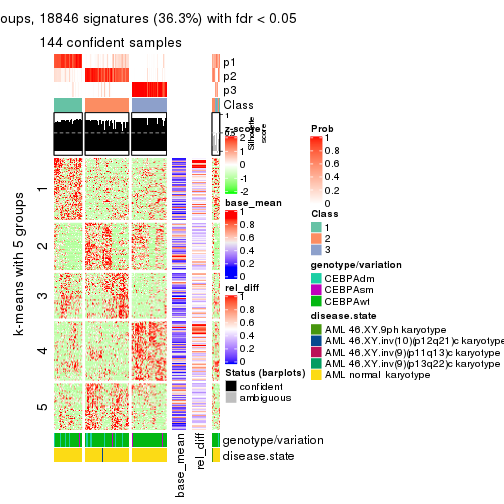 oups, 18846 signatures (36.3%) with fdr < 0.05
144 confident samples
p1
p2
p3
Class
1
0.5
0
Silhouette
score
z-score
2
1
0
-1
-2
base_mean
1
0.8
0.6
0.4
0.2
0
rel_diff
1
0.8
0.6
0.4
0.2
0
Status (barplots)
confident
ambiguous
Prob
1
0.8
0.6
0.4
0.2
0
Class
1
2
3
genotype/variation
CEBPAdm
CEBPAsm
CEBPAwt
disease.state
AML 46.XY.9ph karyotype
AML 46.XY.inv(10)(p12q21)c karyotype
AML 46.XY.inv(9)(p11q13)c karyotype
AML 46.XY.inv(9)(p13q22)c karyotype
AML normal karyotype
k-means with 5 groups
1
2
3
4
5
genotype/variation
disease.state
base_mean
rel_diff